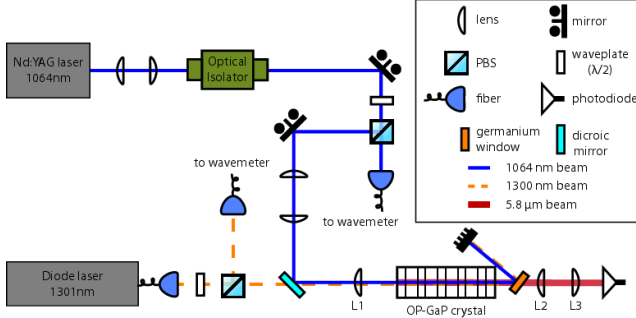 Nd:YAG laser
1064nm
Optical
Isolator
to wavemeter
to wavemeter
Diode laser
1301nm
L1
OP-GaP crystal
L2
L3
lens
mirror
PBS
waveplate
(λ/2)
fiber
photodiode
germanium
window
dicroic
mirror
1064 nm beam
1300 nm beam
5.8 μm beam